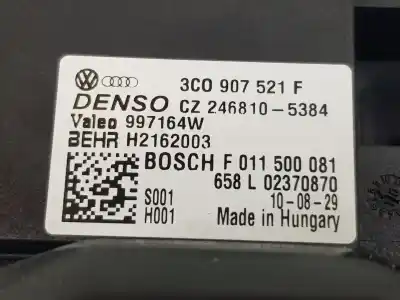 3C0 907 521 F
DENSO CZ 246810-5384
Valeo 997164W
BEHR H2162003
BOSCH F 011 500 081
658 L 02370870
S001 10-08-29
H001 Made in Hungary